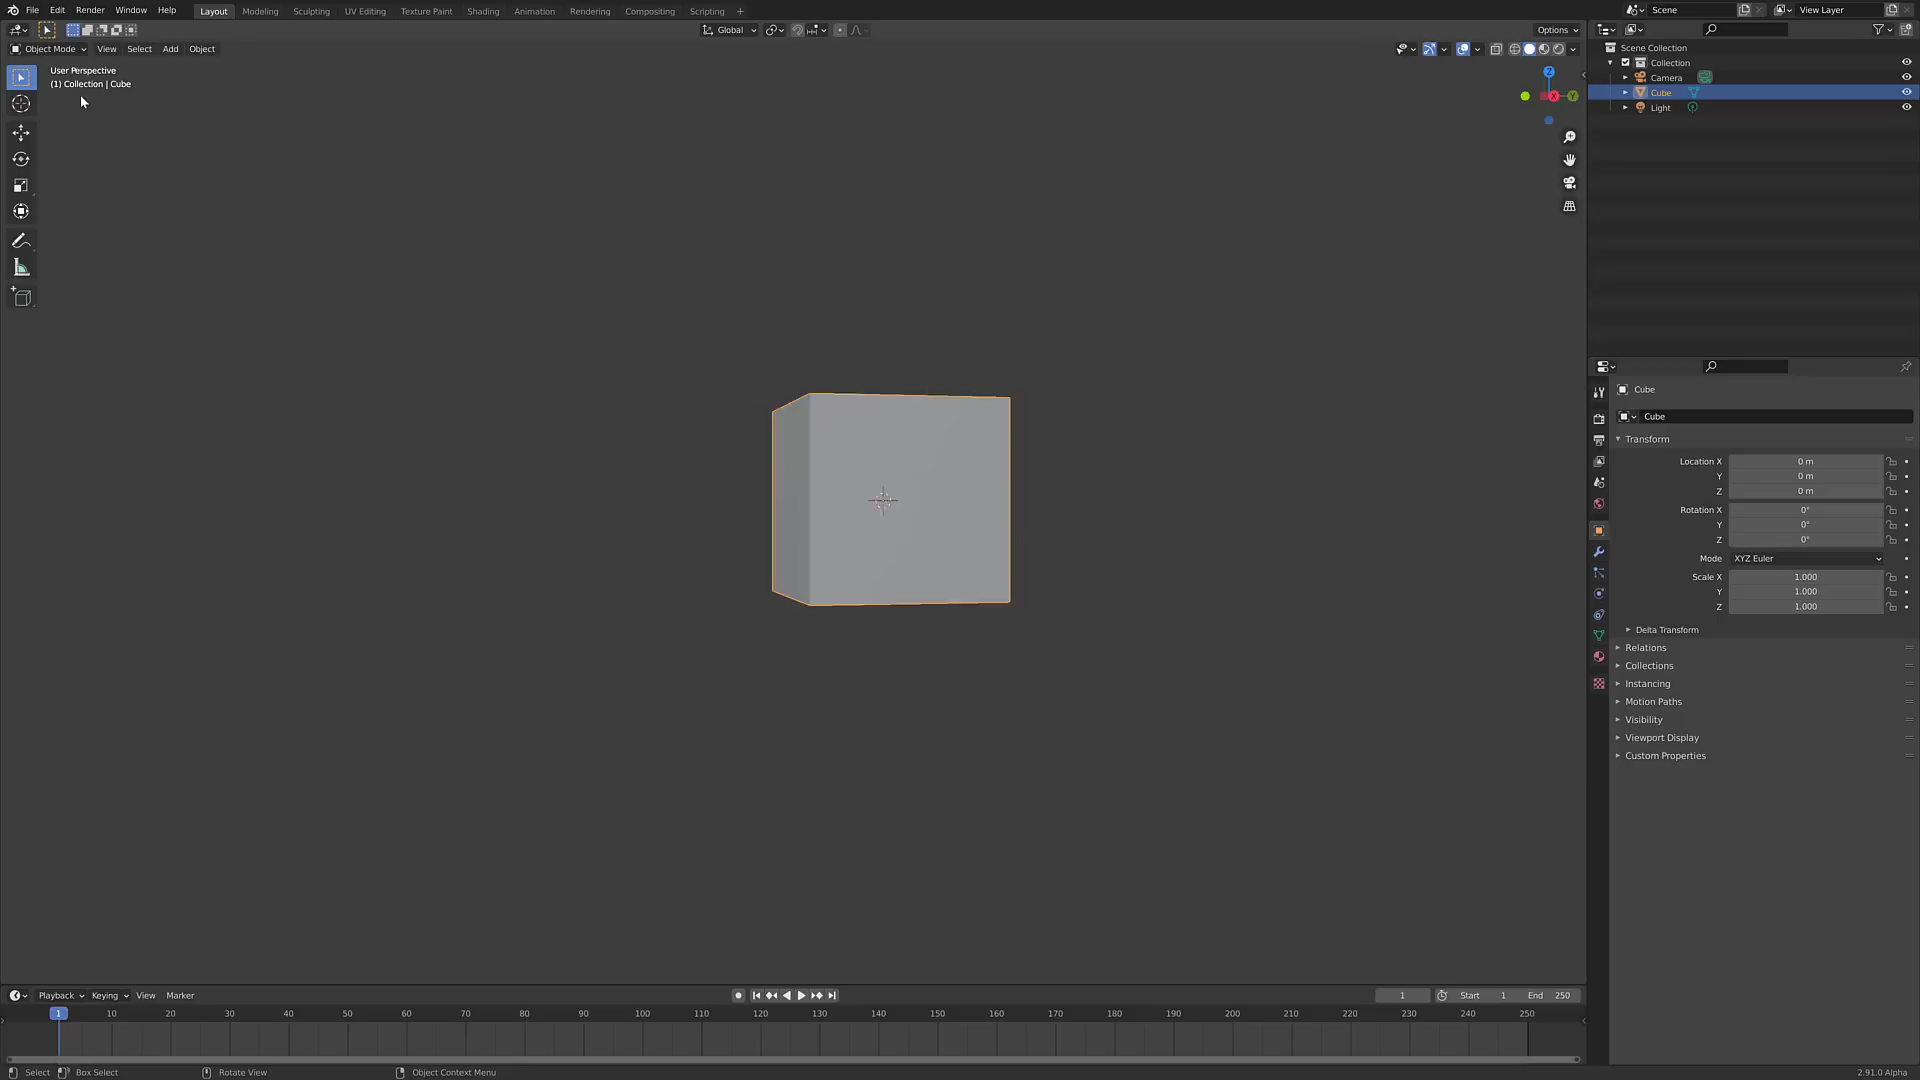 File Edit Render Window Help Layout Modeling Sculpting UV Editing Texture Paint Shading Animation Rendering Compositing Scripting + Scene View Layer
Global Options
Object Mode View Select Add Object
User Perspective
(1) Collection | Cube
Z
X
Y
Scene Collection
Collection
Camera
Cube
Light
Cube
Cube
Transform
Location X 0 m
Y 0 m
Z 0 m
Rotation X 0°
Y 0°
Z 0°
Mode XYZ Euler
Scale X 1.000
Y 1.000
Z 1.000
Delta Transform
Relations
Collections
Instancing
Motion Paths
Visibility
Viewport Display
Custom Properties
Playback Keying View Marker 1 Start 1 End 250
1 10 20 30 40 50 60 70 80 90 100 110 120 130 140 150 160 170 180 190 200 210 220 230 240 250
Select Box Select Rotate View Object Context Menu 2.91.0 Alpha